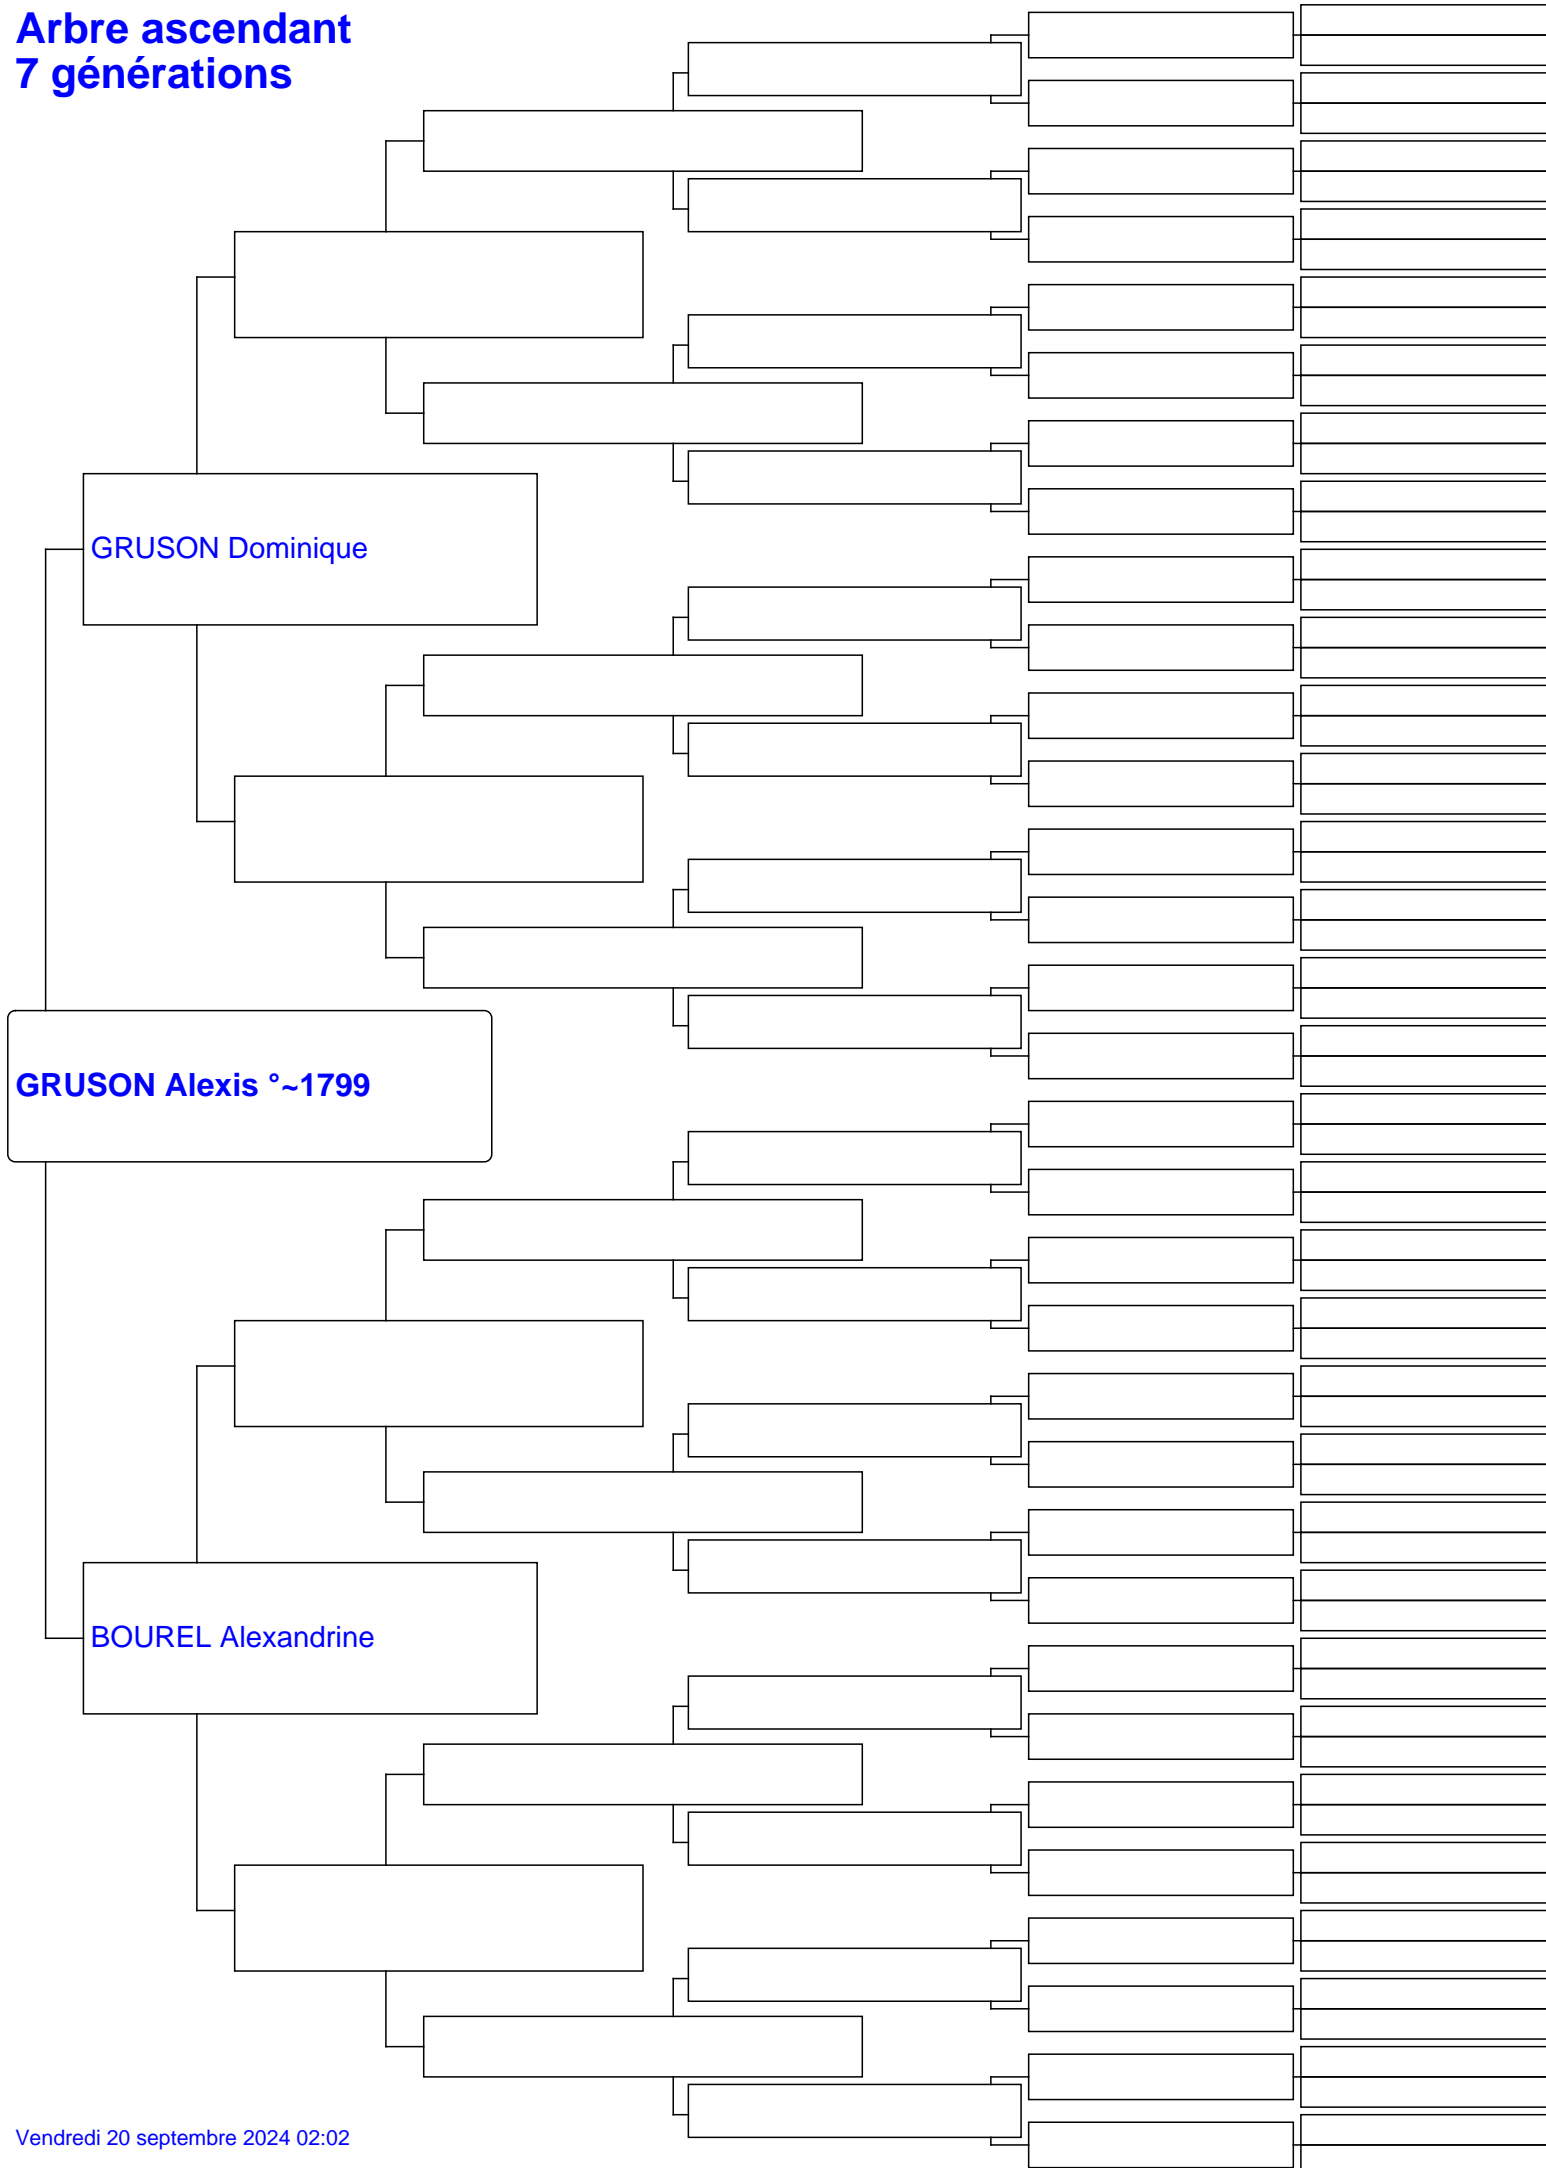 Arbre ascendant
7 générations
GRUSON Dominique
GRUSON Alexis °~1799
BOUREL Alexandrine
Vendredi 20 septembre 2024 02:02